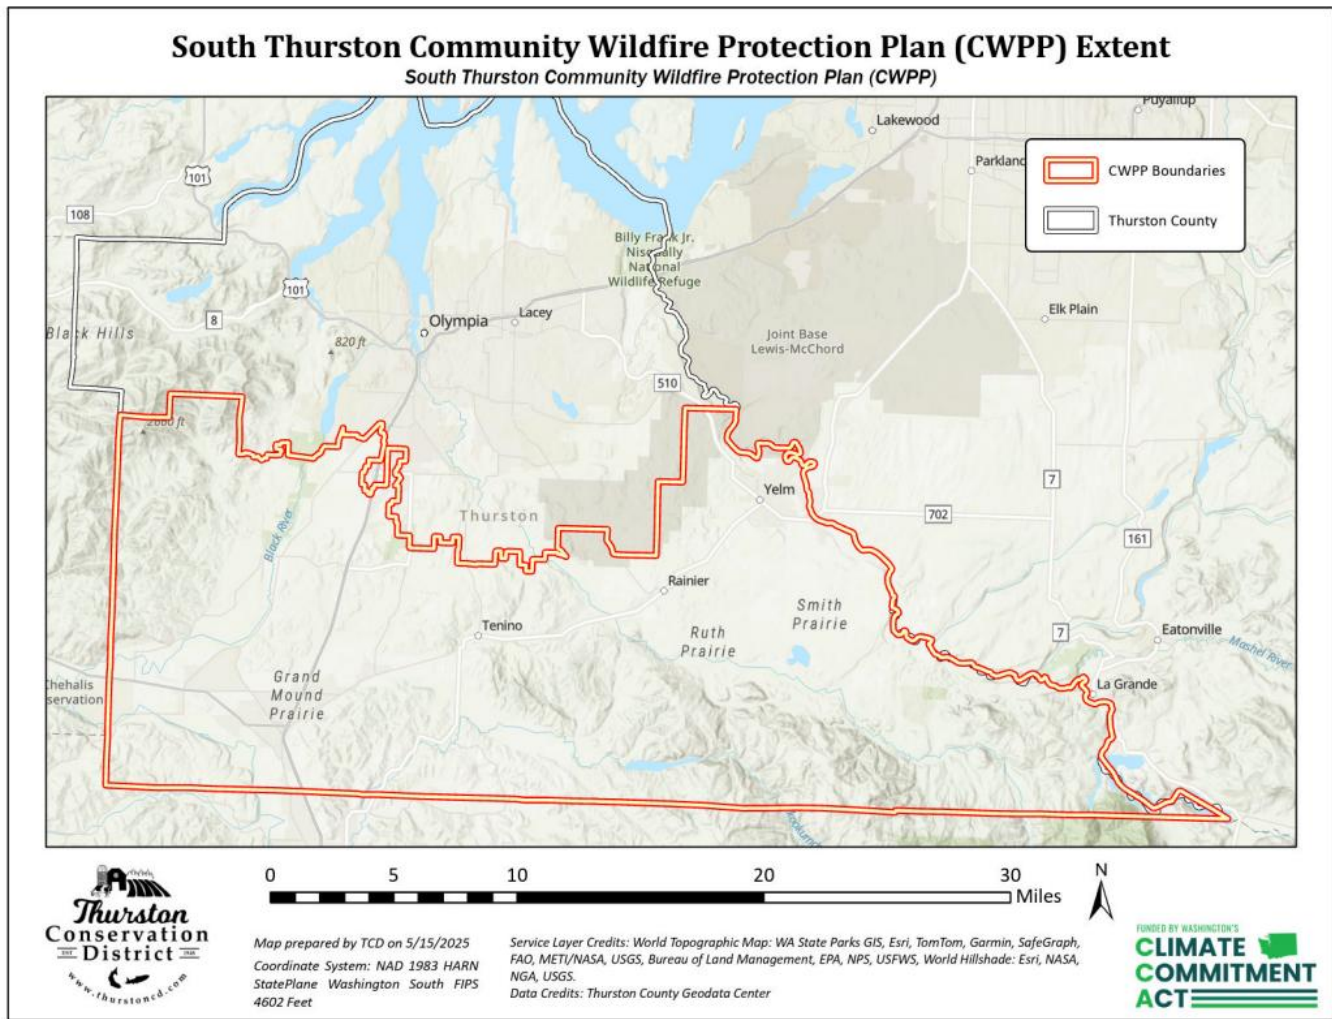 South Thurston Community Wildfire Protection Plan (CWPP) Extent
South Thurston Community Wildfire Protection Plan (CWPP)
Puyallup
Lakewood
Parkland
CWPP Boundaries
Thurston County
101
108
Billy Frank Jr.
Nisqually
National
Wildlife Refuge
101
8
Black Hills
820 ft
Olympia
Lacey
Elk Plain
Joint Base
Lewis-McChord
510
2660 ft
Yelm
7
Thurston
702
161
Black River
Rainier
Smith
Prairie
Tenino
Ruth
Prairie
7
Eatonville
Mashel River
Grand
Mound
Prairie
Chehalis
servation
La Grande
0 5 10 20 30
Miles
N
Thurston
Conservation
District
www.thurstoncd.com
Map prepared by TCD on 5/15/2025
Coordinate System: NAD 1983 HARN
StatePlane Washington South FIPS
4602 Feet
Service Layer Credits: World Topographic Map: WA State Parks GIS, Esri, TomTom, Garmin, SafeGraph,
FAO, METI/NASA, USGS, Bureau of Land Management, EPA, NPS, USFWS, World Hillshade: Esri, NASA,
NGA, USGS.
Data Credits: Thurston County Geodata Center
FUNDED BY WASHINGTON'S
CLIMATE
COMMITMENT
ACT